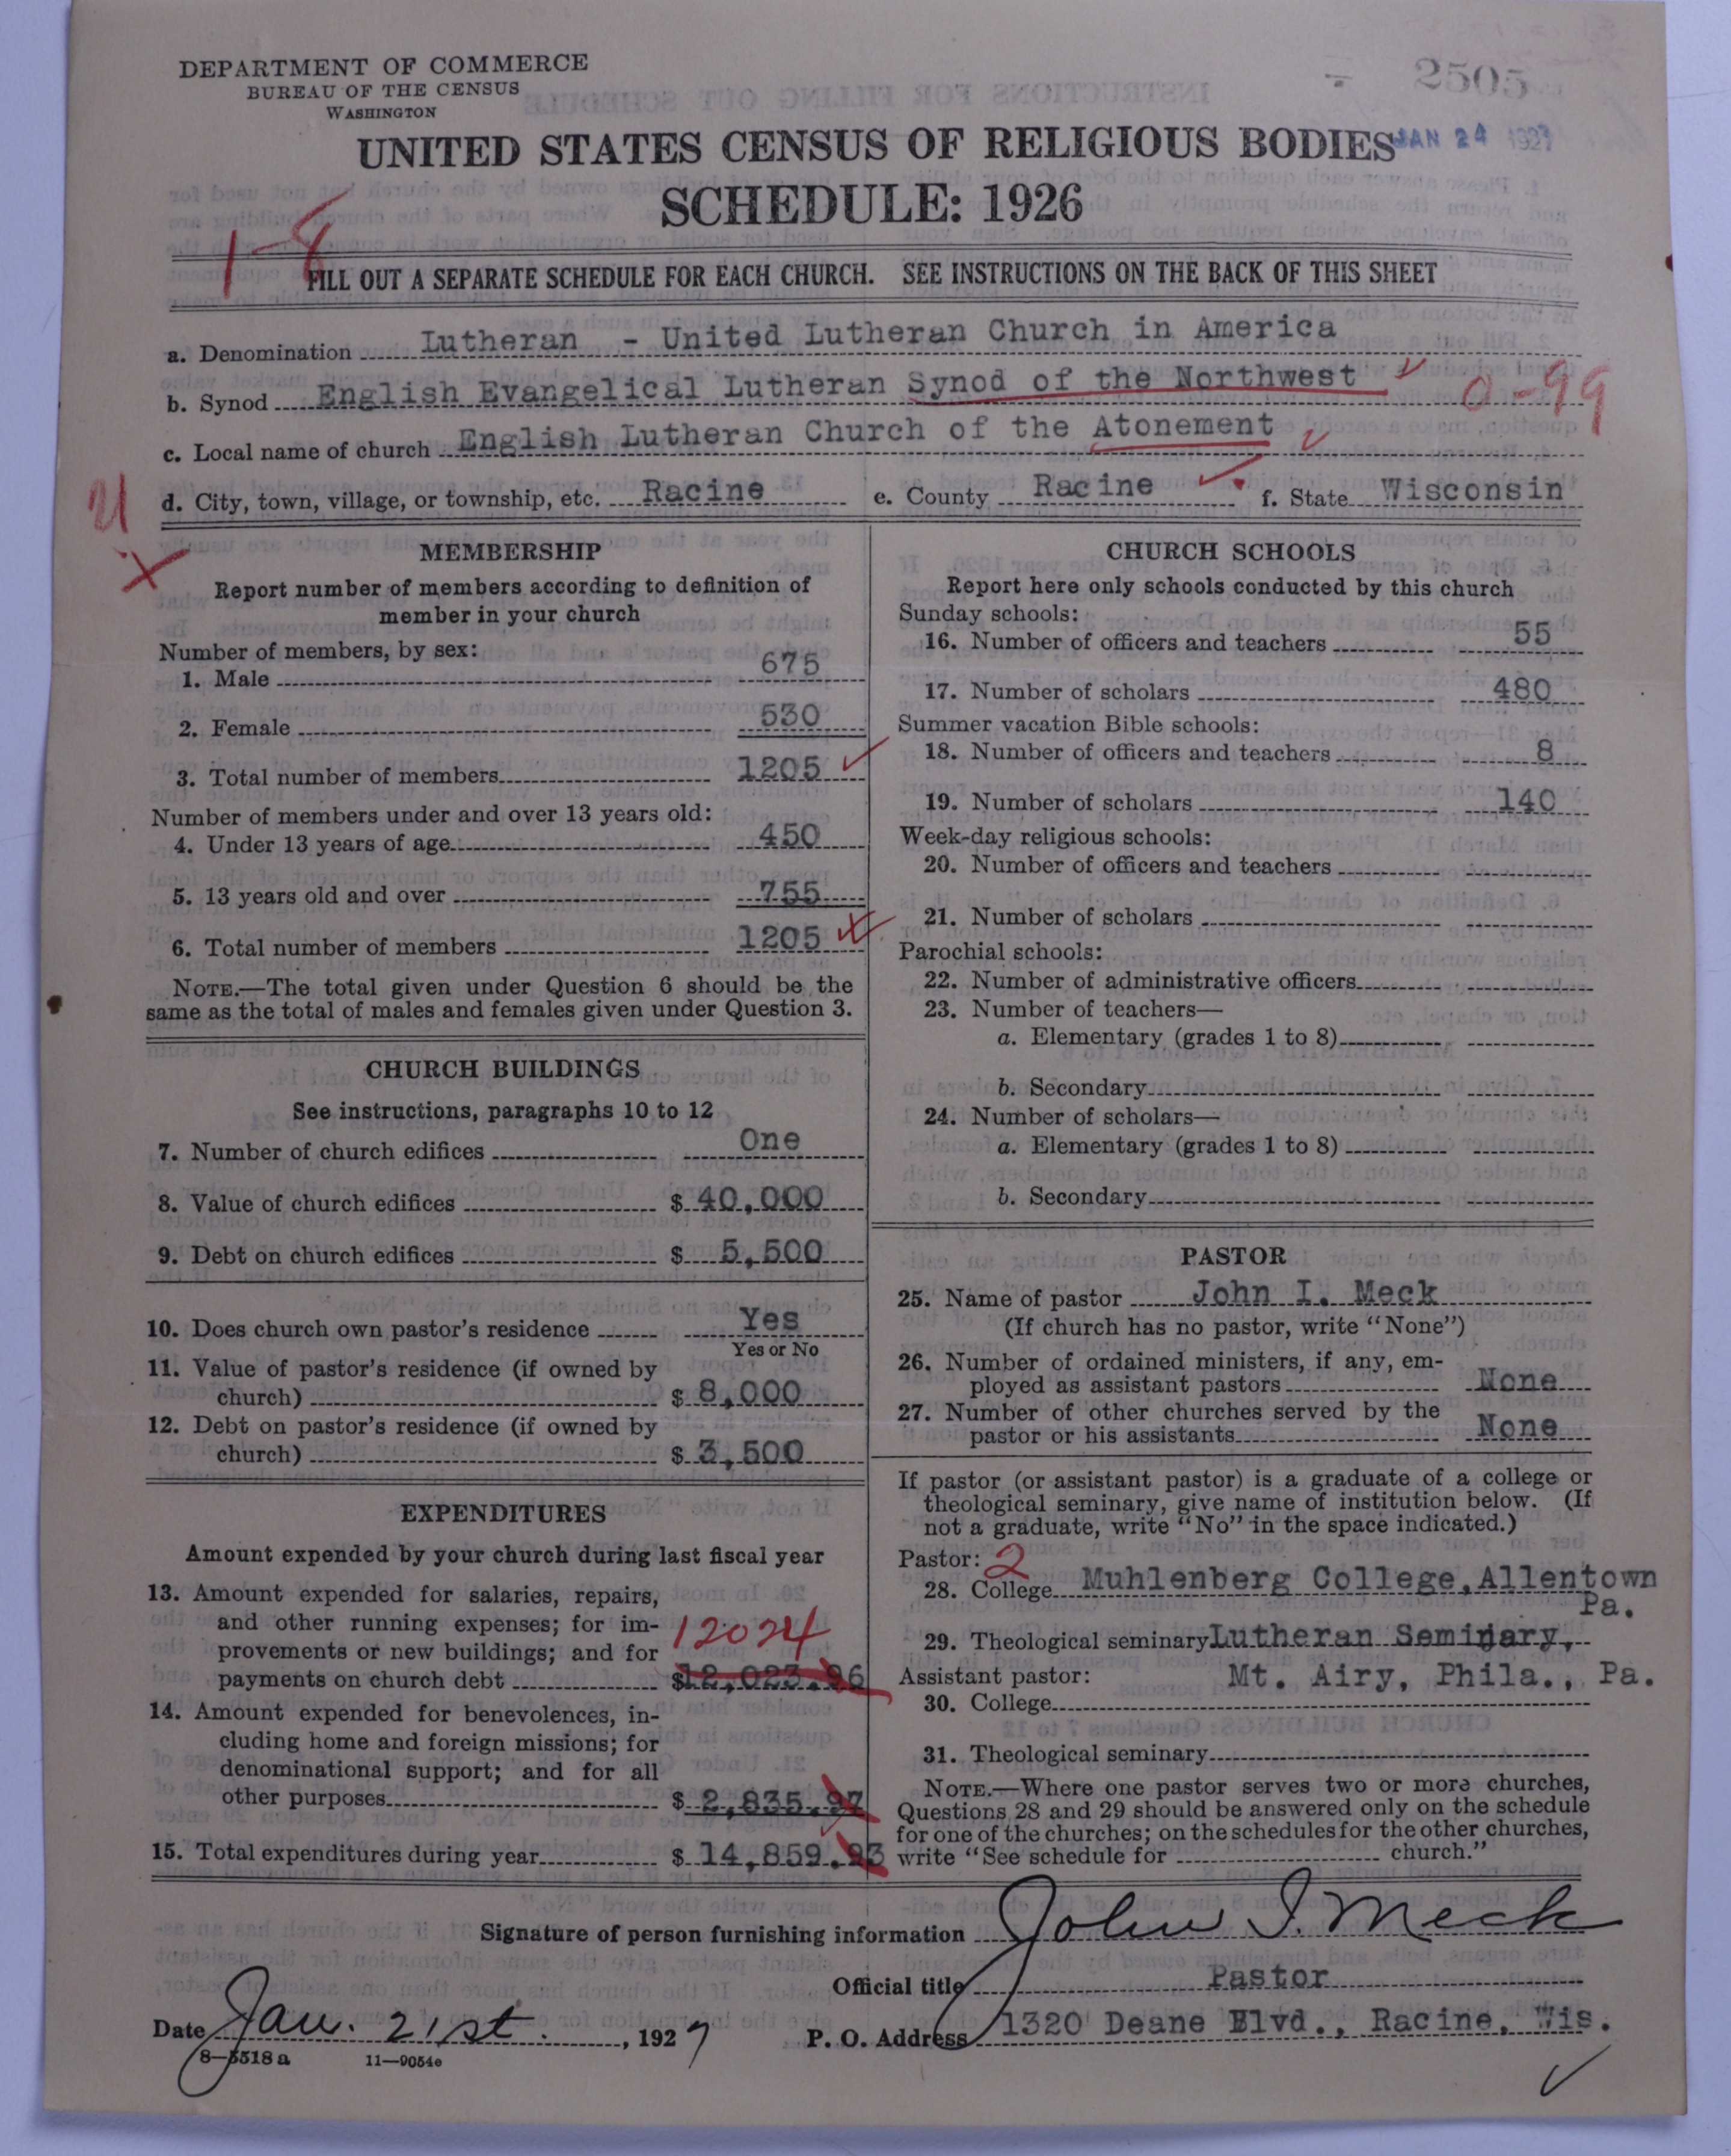 DEPARTMENT OF COMMERCE
BUREAU OF THE CENSUS
WASHINGTON
2505
JAN 24 1927
UNITED STATES CENSUS OF RELIGIOUS BODIES
SCHEDULE: 1926
1-8
FILL OUT A SEPARATE SCHEDULE FOR EACH CHURCH. SEE INSTRUCTIONS ON THE BACK OF THIS SHEET
a. Denomination Lutheran - United Lutheran Church in America
b. Synod English Evangelical Lutheran Synod of the Northwest 0-99
c. Local name of church English Lutheran Church of the Atonement
d. City, town, village, or township, etc. Racine e. County Racine f. State Wisconsin
MEMBERSHIP
Report number of members according to definition of
member in your church
Number of members, by sex:
1. Male 675
2. Female 530
3. Total number of members 1205
Number of members under and over 13 years old:
4. Under 13 years of age 450
5. 13 years old and over 755
6. Total number of members 1205
NOTE.—The total given under Question 6 should be the
same as the total of males and females given under Question 3.
CHURCH BUILDINGS
See instructions, paragraphs 10 to 12
7. Number of church edifices One
8. Value of church edifices $ 40,000
9. Debt on church edifices $ 5,500
10. Does church own pastor's residence Yes
Yes or No
11. Value of pastor's residence (if owned by
church) $ 8,000
12. Debt on pastor's residence (if owned by
church) $ 3,500
EXPENDITURES
Amount expended by your church during last fiscal year
13. Amount expended for salaries, repairs,
and other running expenses; for im-
provements or new buildings; and for 12024
payments on church debt $12,023.96
14. Amount expended for benevolences, in-
cluding home and foreign missions; for
denominational support; and for all
other purposes $ 2,835.97
15. Total expenditures during year $ 14,859.93
CHURCH SCHOOLS
Report here only schools conducted by this church
Sunday schools:
16. Number of officers and teachers 55
17. Number of scholars 480
Summer vacation Bible schools:
18. Number of officers and teachers 8
19. Number of scholars 140
Week-day religious schools:
20. Number of officers and teachers
21. Number of scholars
Parochial schools:
22. Number of administrative officers
23. Number of teachers—
a. Elementary (grades 1 to 8)
b. Secondary
24. Number of scholars—
a. Elementary (grades 1 to 8)
b. Secondary
PASTOR
25. Name of pastor John I. Meck
(If church has no pastor, write "None")
26. Number of ordained ministers, if any, em-
ployed as assistant pastors None
27. Number of other churches served by the
pastor or his assistants None
If pastor (or assistant pastor) is a graduate of a college or
theological seminary, give name of institution below. (If
not a graduate, write "No" in the space indicated.)
Pastor: 2
28. College Muhlenberg College, Allentown
Pa.
29. Theological seminary Lutheran Seminary,
Assistant pastor: Mt. Airy, Phila., Pa.
30. College
31. Theological seminary
NOTE.—Where one pastor serves two or more churches,
Questions 28 and 29 should be answered only on the schedule
for one of the churches; on the schedules for the other churches,
write "See schedule for church."
Signature of person furnishing information John I. Meck
Official title Pastor
Date Jan. 21st. , 1927 P. O. Address 1320 Deane Blvd., Racine, Wis.
8-5518 a 11-9054e